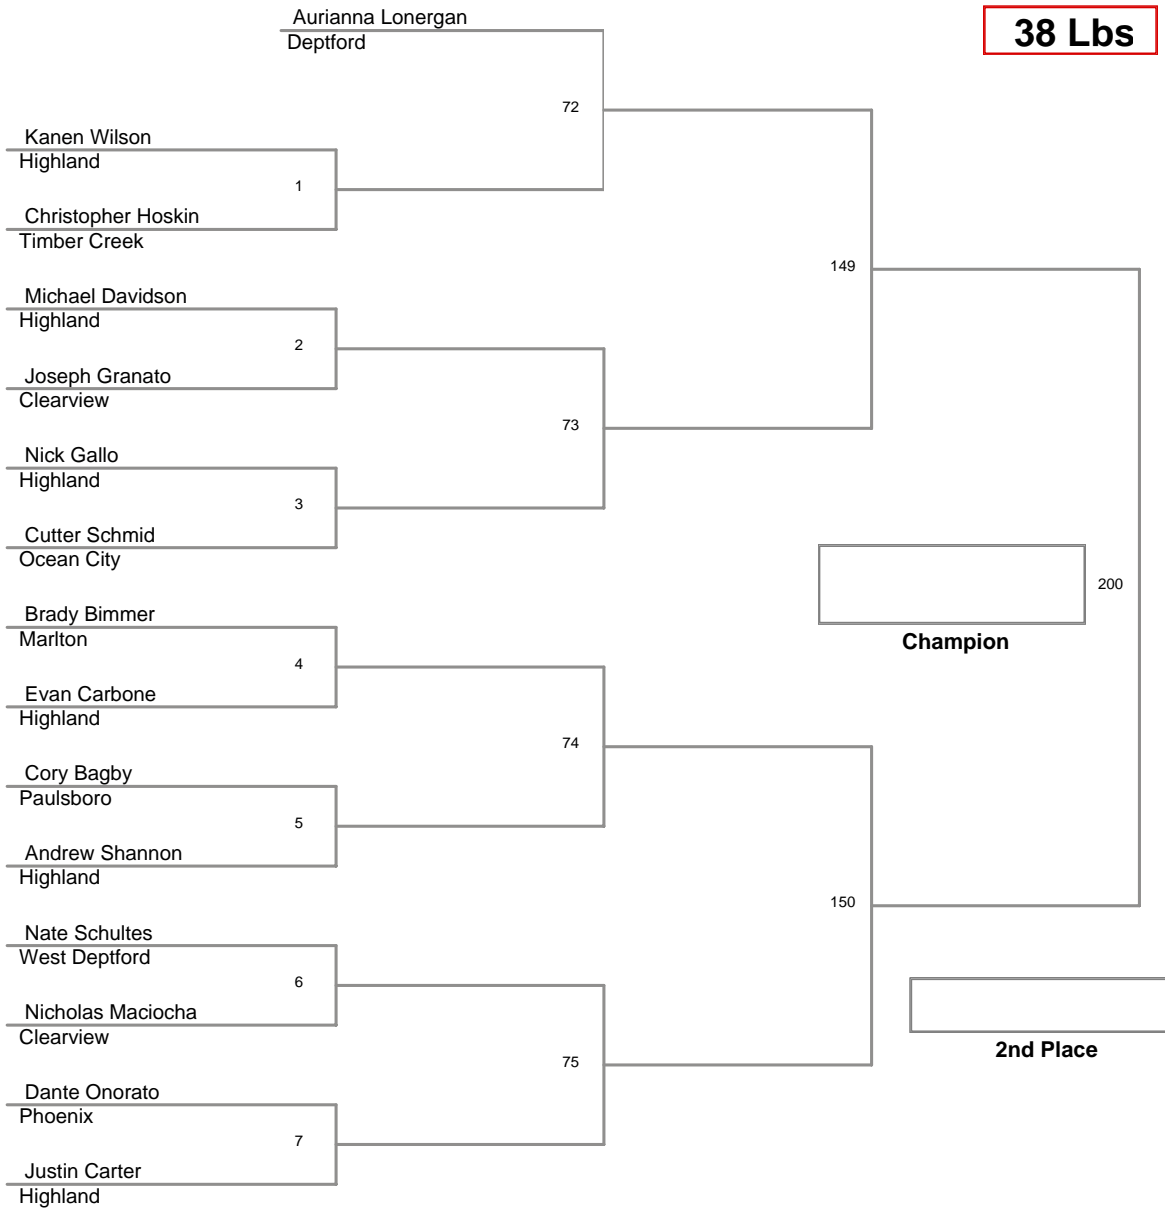 Aurianna Lonergan
Deptford
38 Lbs
72
Kanen Wilson
Highland
1
Christopher Hoskin
Timber Creek
149
Michael Davidson
Highland
2
Joseph Granato
Clearview
73
Nick Gallo
Highland
3
Cutter Schmid
Ocean City
200
Champion
Brady Bimmer
Marlton
4
Evan Carbone
Highland
74
Cory Bagby
Paulsboro
5
Andrew Shannon
Highland
150
Nate Schultes
West Deptford
6
Nicholas Maciocha
Clearview
2nd Place
75
Dante Onorato
Phoenix
7
Justin Carter
Highland